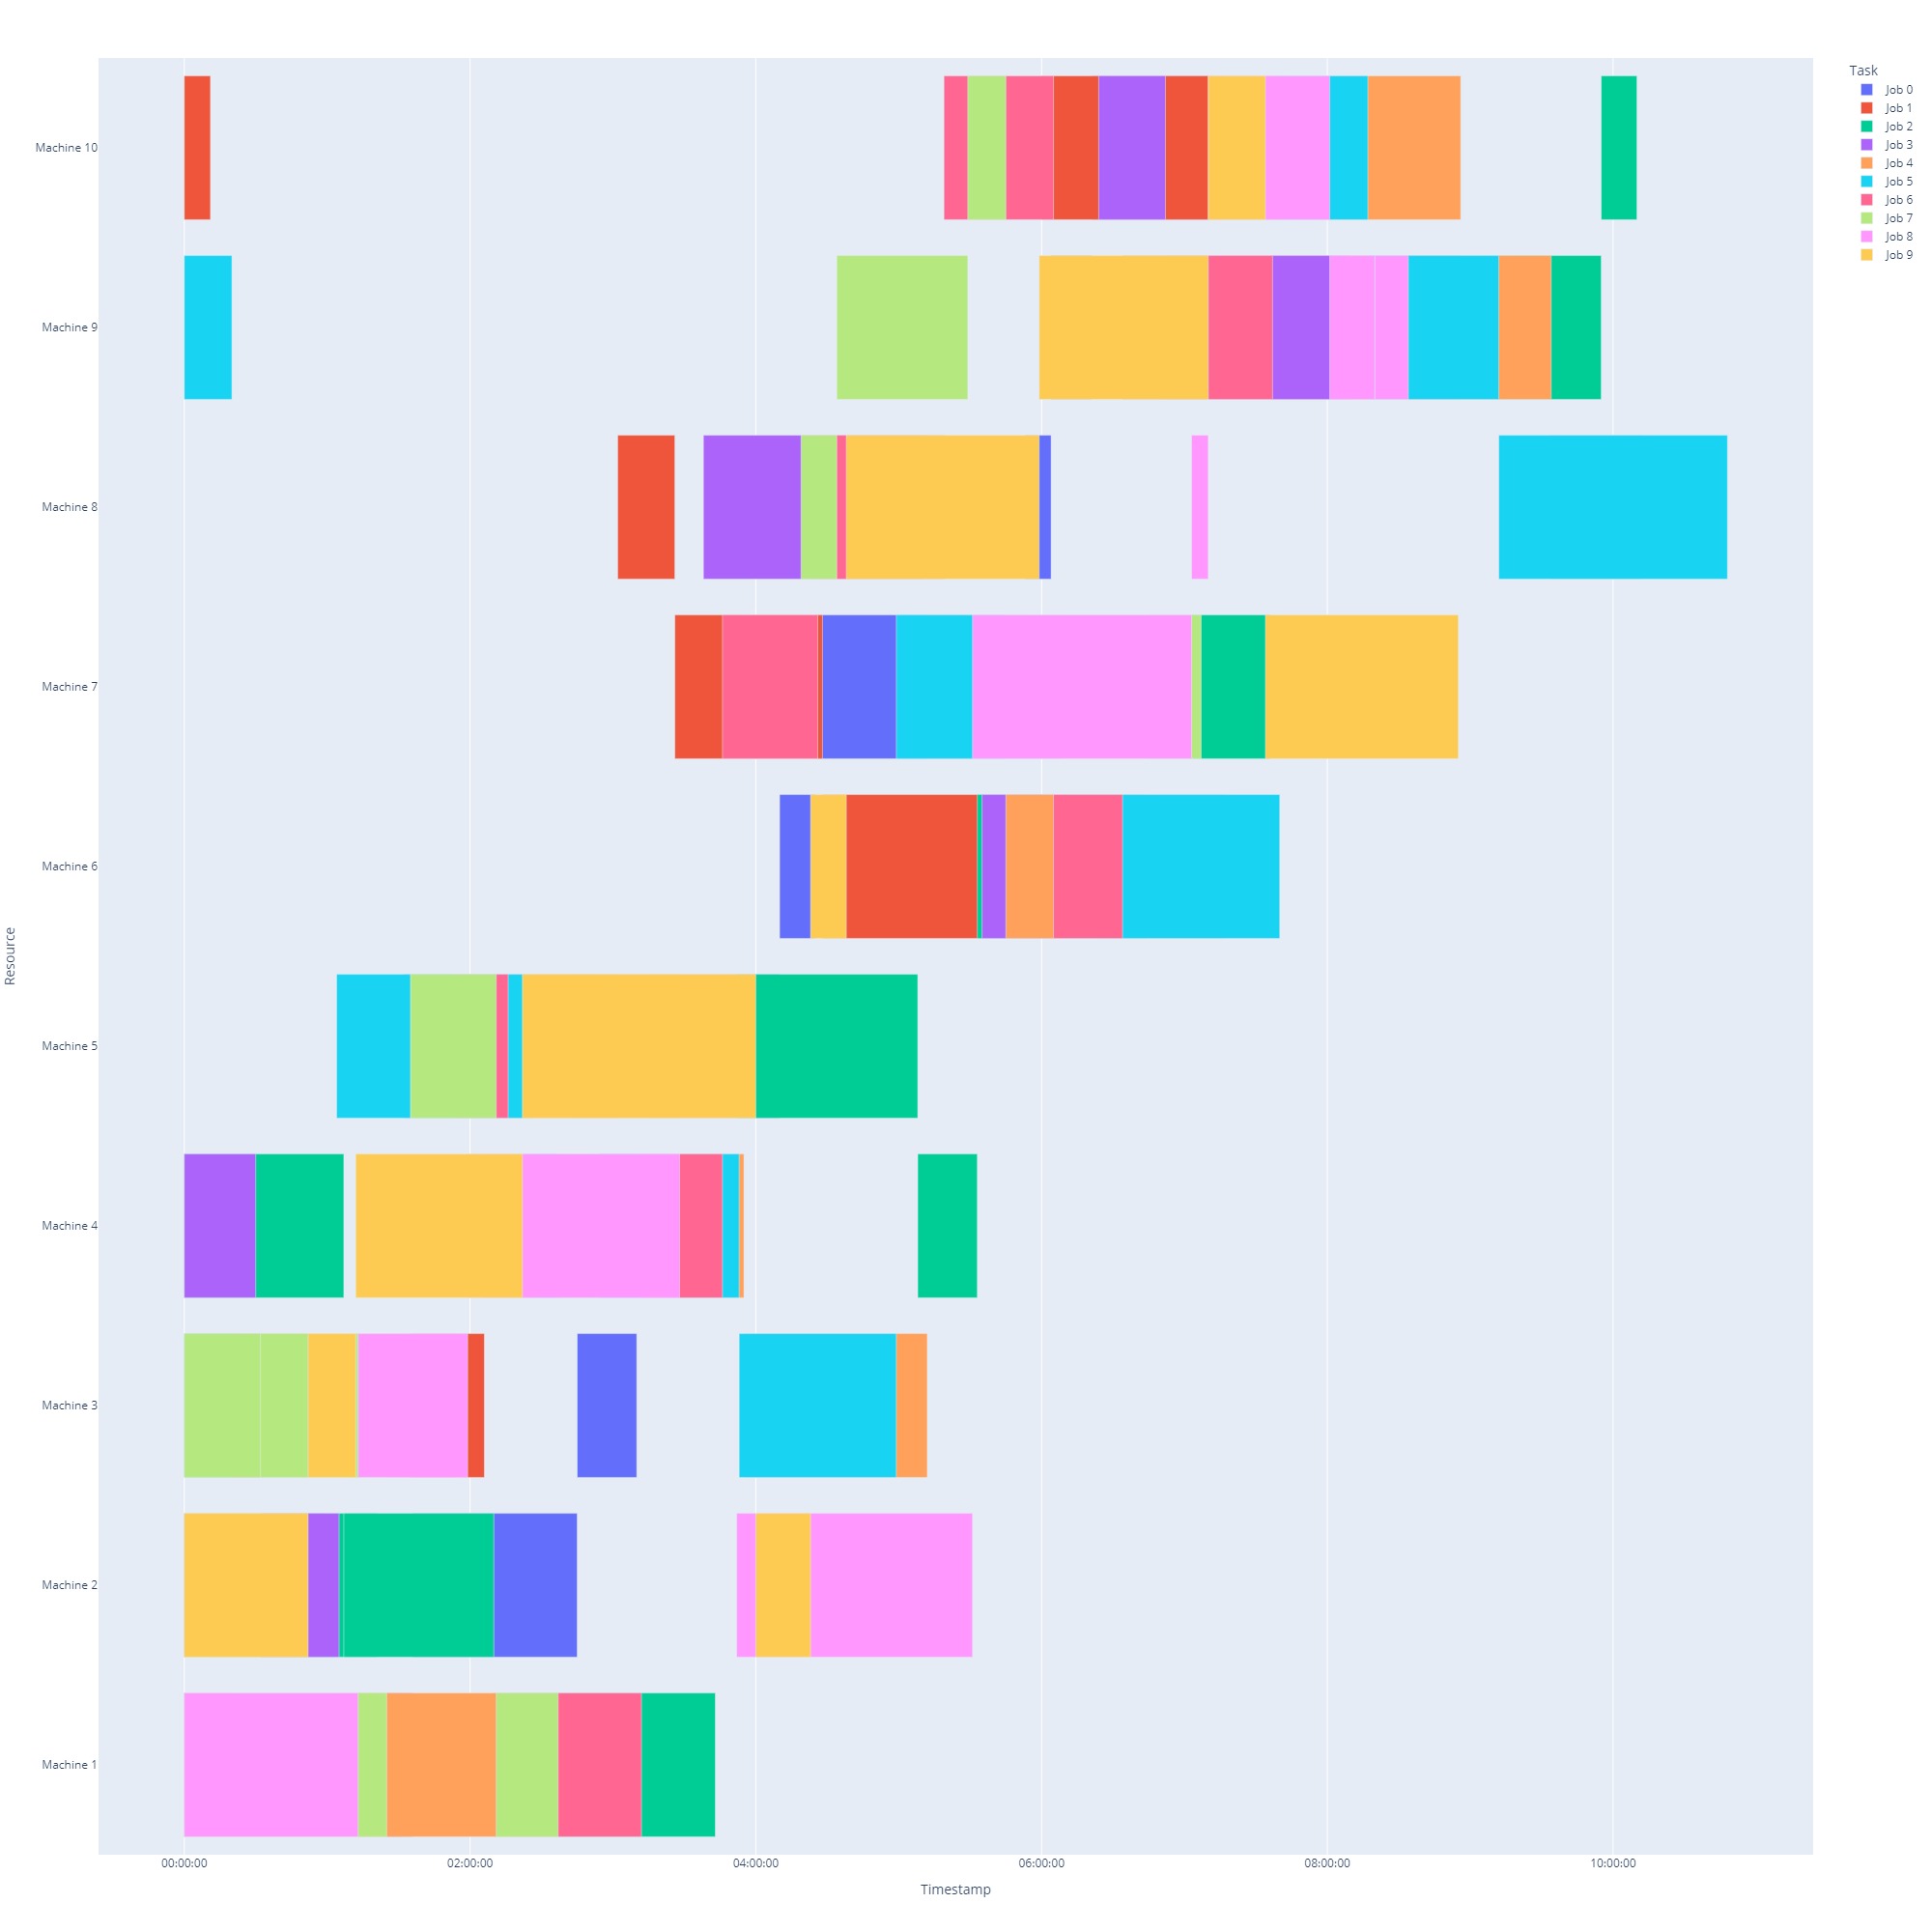 Task
Job 0
Job 1
Job 2
Job 3
Job 4
Job 5
Job 6
Job 7
Job 8
Job 9
Machine 10
Machine 9
Machine 8
Machine 7
Machine 6
Machine 5
Machine 4
Machine 3
Machine 2
Machine 1
Resource
00:00:00 02:00:00 04:00:00 06:00:00 08:00:00 10:00:00
Timestamp